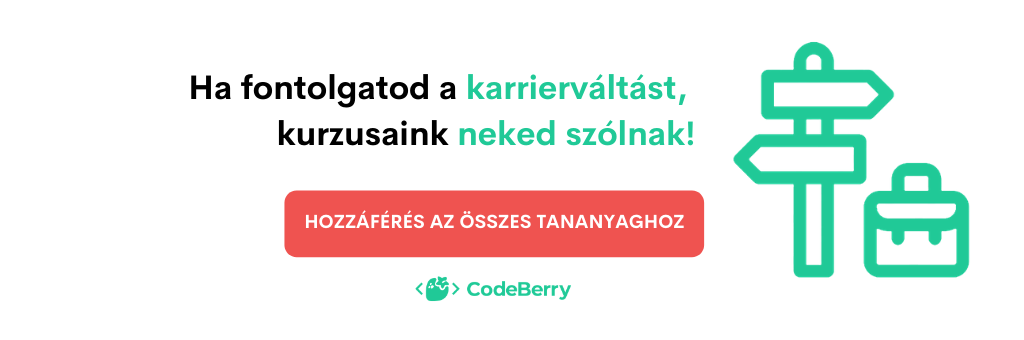 Ha fontolgatod a karrierváltást,
kurzusaink neked szólnak!
HOZZÁFÉRÉS AZ ÖSSZES TANANYAGHOZ
CodeBerry